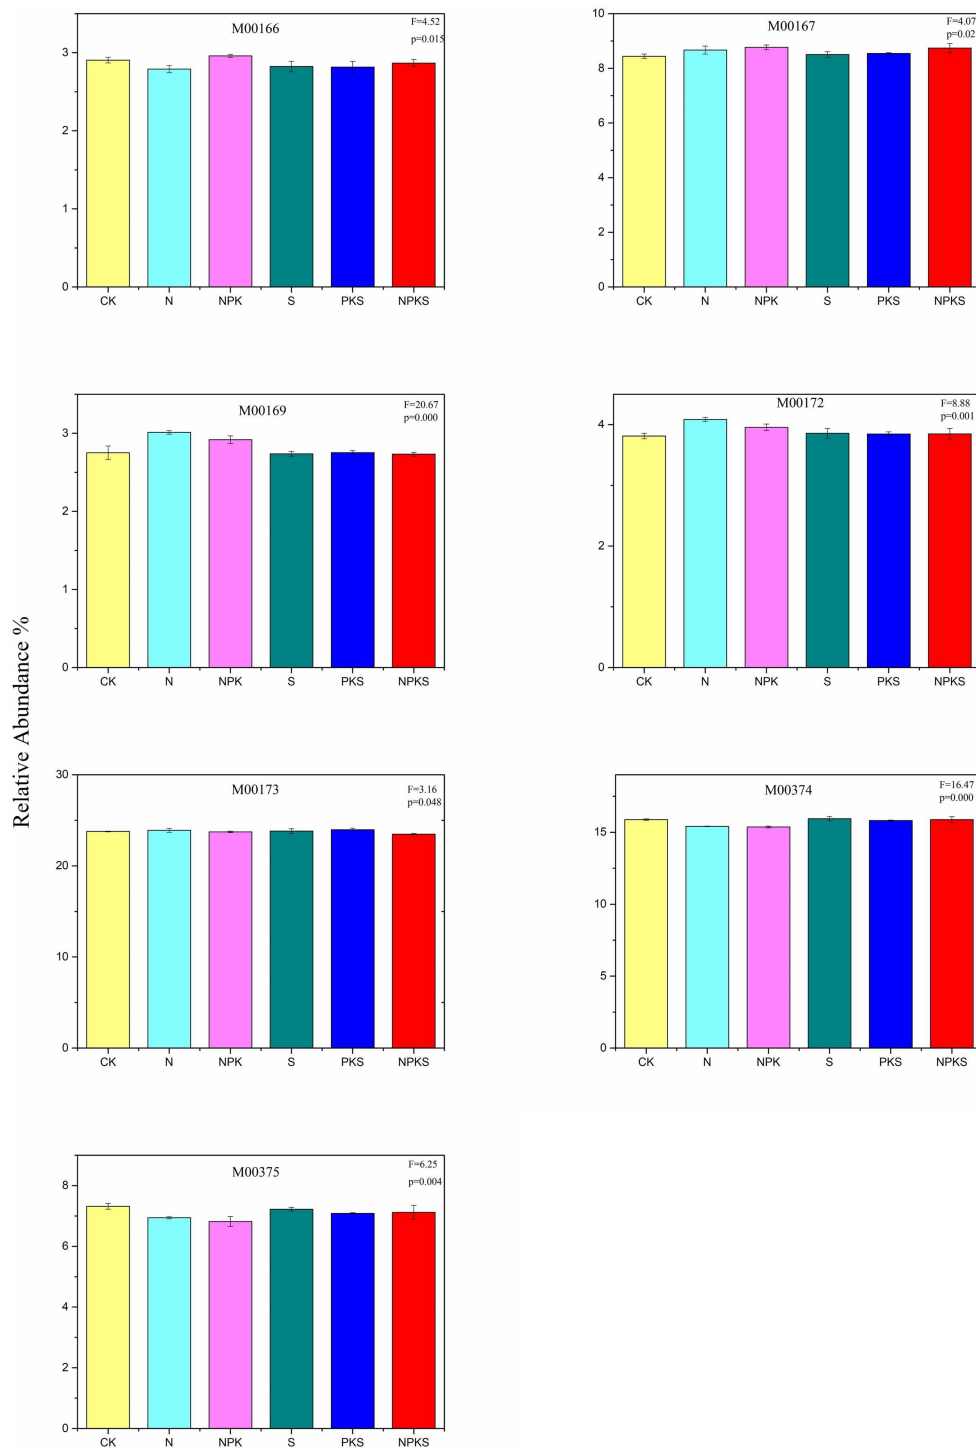 Relative Abundance %
M00166
F=4.52
p=0.015
3
2
1
0
CK N NPK S PKS NPKS
M00167
F=4.07
p=0.02
10
8
6
4
2
0
CK N NPK S PKS NPKS
M00169
F=20.67
p=0.000
3
2
1
0
CK N NPK S PKS NPKS
M00172
F=8.88
p=0.001
4
2
0
CK N NPK S PKS NPKS
M00173
F=3.16
p=0.048
30
20
10
0
CK N NPK S PKS NPKS
M00374
F=16.47
p=0.000
15
10
5
0
CK N NPK S PKS NPKS
M00375
F=6.25
p=0.004
8
6
4
2
0
CK N NPK S PKS NPKS